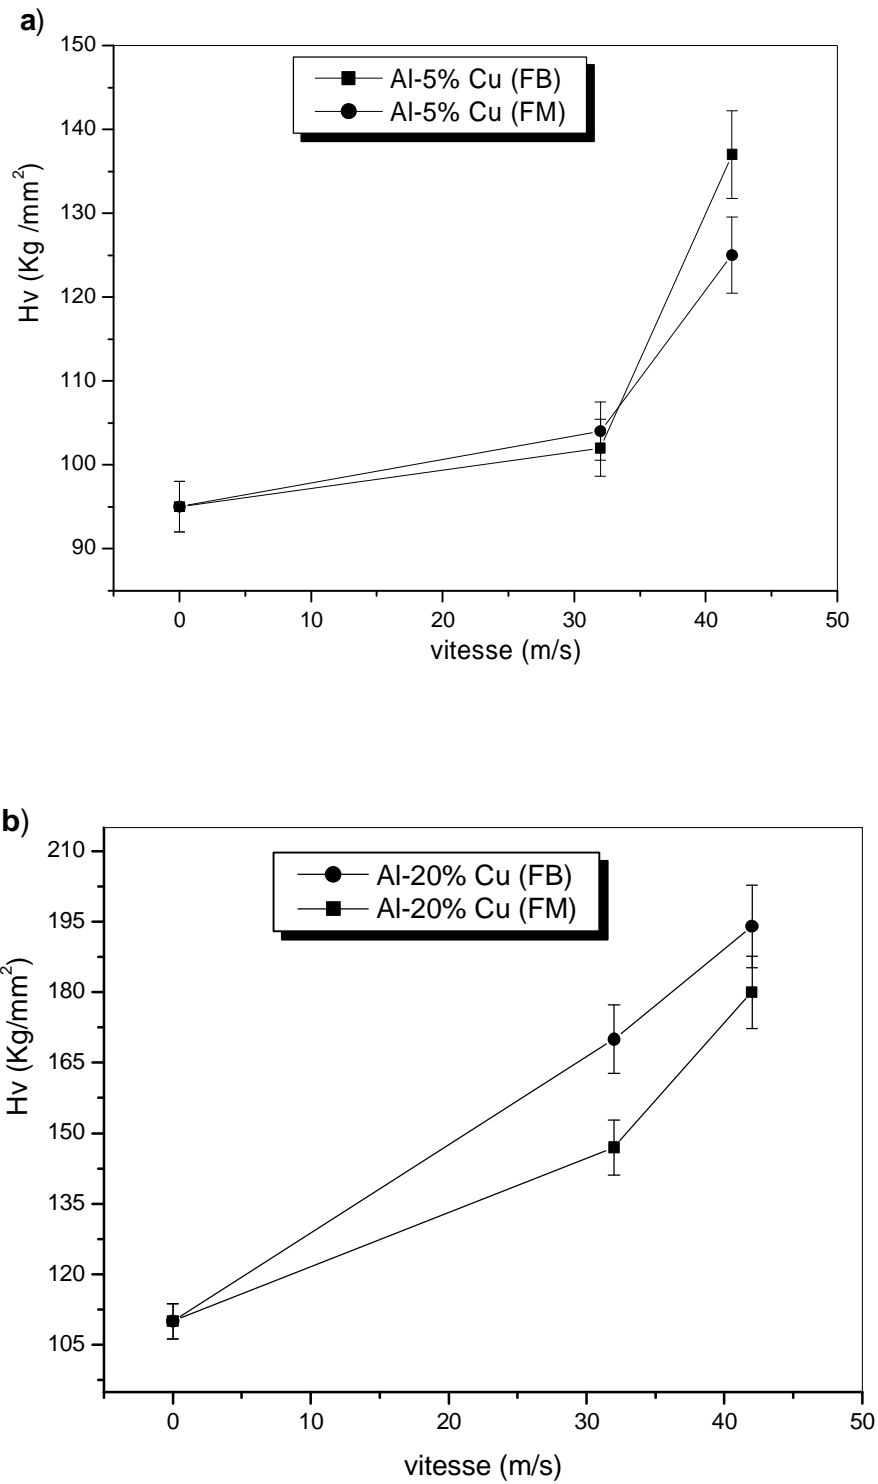 a)
150
140
130
120
110
100
90
Hv (Kg /mm²)
Al-5% Cu (FB)
Al-5% Cu (FM)
0 10 20 30 40 50
vitesse (m/s)
b)
210
195
180
165
150
135
120
105
Hv (Kg/mm²)
Al-20% Cu (FB)
Al-20% Cu (FM)
0 10 20 30 40 50
vitesse (m/s)